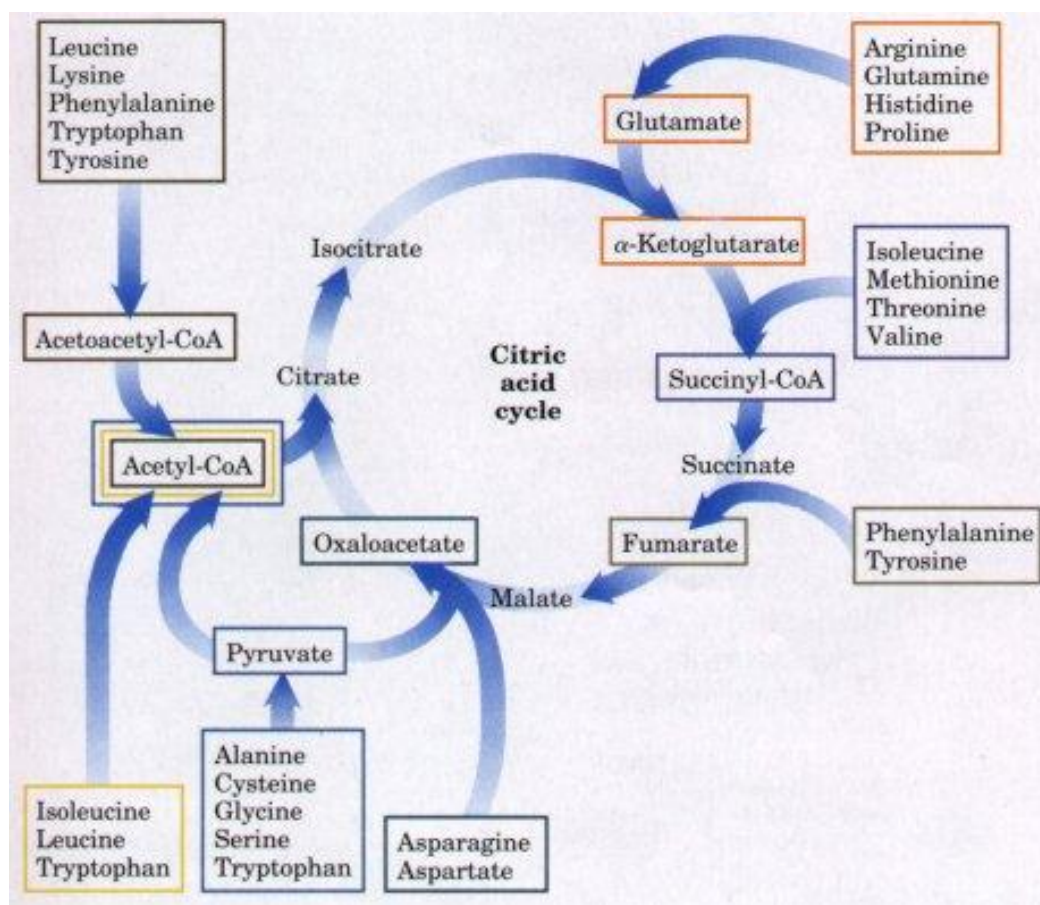 Leucine
Lysine
Phenylalanine
Tryptophan
Tyrosine
Arginine
Glutamine
Histidine
Proline
Glutamate
Isocitrate
α-Ketoglutarate
Isoleucine
Methionine
Threonine
Valine
Acetoacetyl-CoA
Citric
acid
cycle
Citrate
Succinyl-CoA
Acetyl-CoA
Succinate
Oxaloacetate
Fumarate
Phenylalanine
Tyrosine
Malate
Pyruvate
Isoleucine
Leucine
Tryptophan
Alanine
Cysteine
Glycine
Serine
Tryptophan
Asparagine
Aspartate